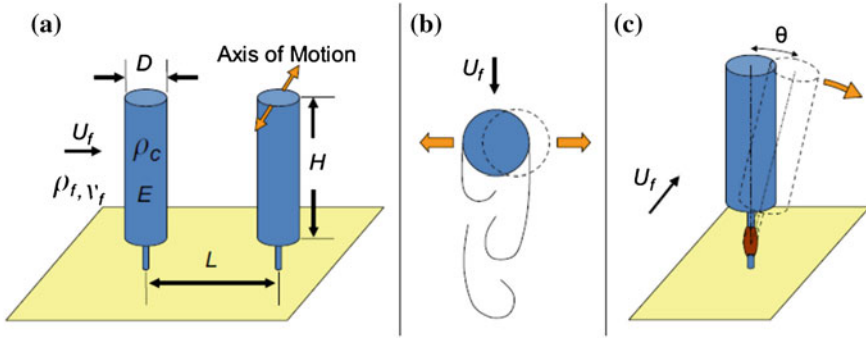 (a)
D
Axis of Motion
U_f
ρ_f, ν_f
ρ_c
E
H
L
(b)
U_f
(c)
θ
U_f